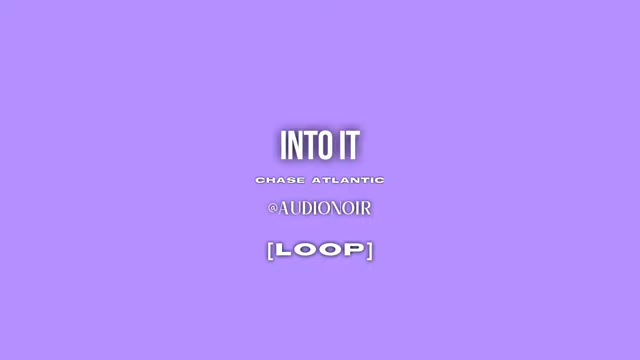 INTO IT
CHASE ATLANTIC
@AUDIONOIR
[LOOP]